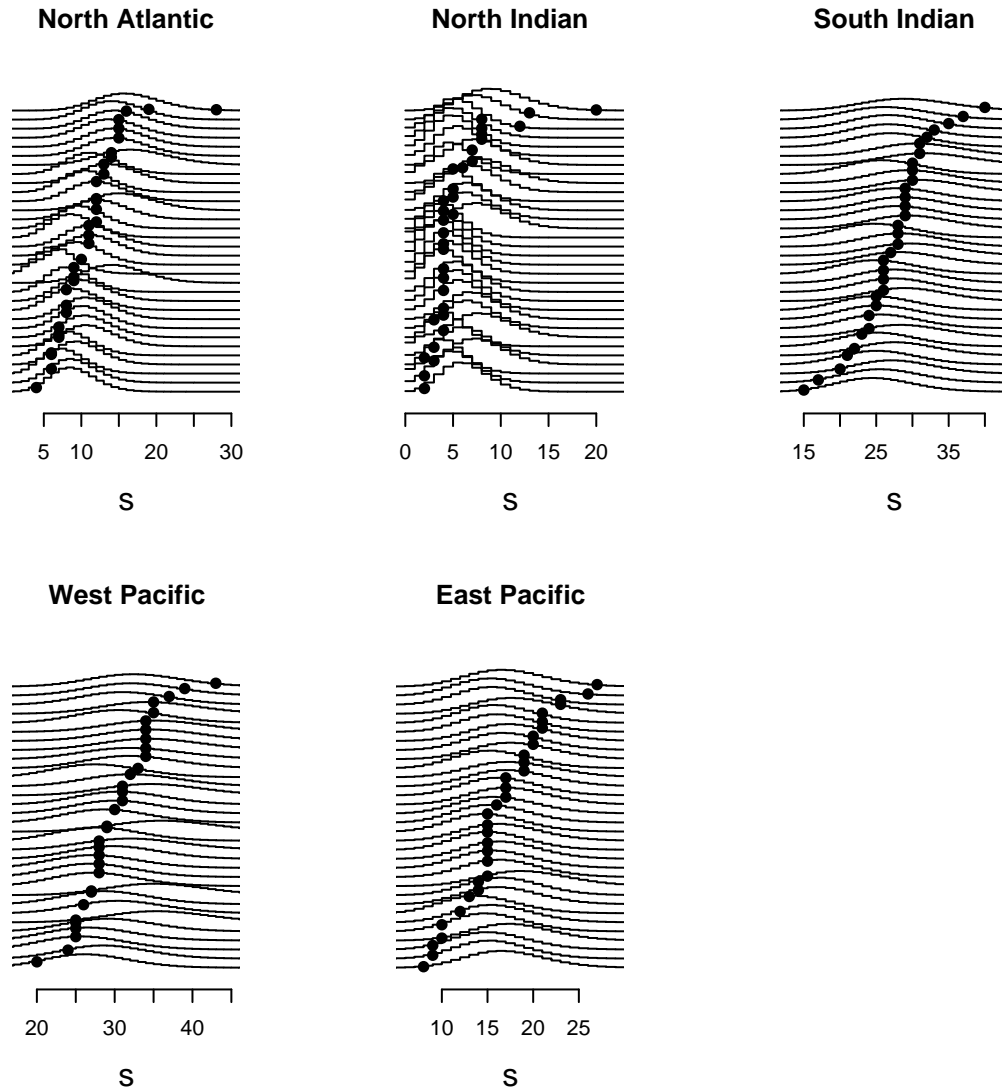 North Atlantic North Indian South Indian
5 10 20 30 0 5 10 15 20 15 25 35
S S S
West Pacific East Pacific
20 30 40 10 15 20 25
S S